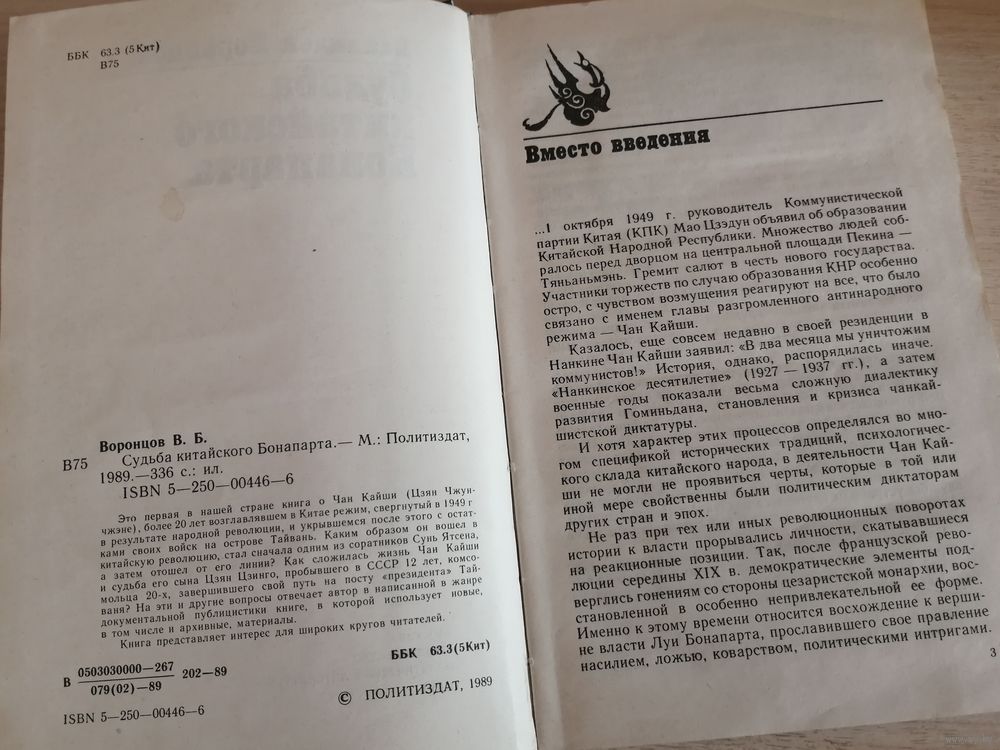 ББК 63.3 (5Кит)
В75
Воронцов В. Б.
В75 Судьба китайского Бонапарта.— М.: Политиздат,
1989.—336 с.: ил.
ISBN 5—250—00446—6
Это первая в нашей стране книга о Чан Кайши (Цзян Чжун-
чжэне), более 20 лет возглавлявшем в Китае режим, свергнутый в 1949 г
в результате народной революции, и укрывшемся после этого с остат-
ками своих войск на острове Тайвань. Каким образом он вошел в
китайскую революцию, стал сначала одним из соратников Сунь Ятсена,
а затем отошел от его линии? Как сложилась жизнь Чан Кайши
и судьба его сына Цзян Цзинго, пробывшего в СССР 12 лет, комсо-
мольца 20-х, завершившего свой путь на посту «президента» Тай-
ваня? На эти и другие вопросы отвечает автор в написанной в жанре
документальной публицистики книге, в которой использует новые,
в том числе и архивные, материалы.
Книга представляет интерес для широких кругов читателей.
В 0503030000—267
079(02)—89
202—89
ББК 63.3(5Кит)
ISBN 5—250—00446—6
© ПОЛИТИЗДАТ, 1989
Вместо введения
...1 октября 1949 г. руководитель Коммунистической
партии Китая (КПК) Мао Цзэдун объявил об образовании
Китайской Народной Республики. Множество людей соб-
ралось перед дворцом на центральной площади Пекина —
Тяньаньмэнь. Гремит салют в честь нового государства.
Участники торжеств по случаю образования КНР особенно
остро, с чувством возмущения реагируют на все, что было
связано с именем главы разгромленного антинародного
режима — Чан Кайши.
Казалось, еще совсем недавно в своей резиденции в
Нанкине Чан Кайши заявил: «В два месяца мы уничтожим
коммунистов!» История, однако, распорядилась иначе.
«Нанкинское десятилетие» (1927 — 1937 гг.), а затем
военные годы показали весьма сложную диалектику
развития Гоминьдана, становления и кризиса чанкай-
шистской диктатуры.
И хотя характер этих процессов определялся во мно-
гом спецификой исторических традиций, психологичес-
кого склада китайского народа, в деятельности Чан Кай-
ши не могли не проявиться черты, которые в той или
иной мере свойственны были политическим диктаторам
других стран и эпох.
Не раз при тех или иных революционных поворотах
истории к власти прорывались личности, скатывавшиеся
на реакционные позиции. Так, после французской рево-
люции середины XIX в. демократические элементы под-
верглись гонениям со стороны цезаристской монархии, вос-
становленной в особенно непривлекательной ее форме.
Именно к этому времени относится восхождение к верши-
не власти Луи Бонапарта, прославившего свое правление
насилием, ложью, коварством, политическими интригами.
3